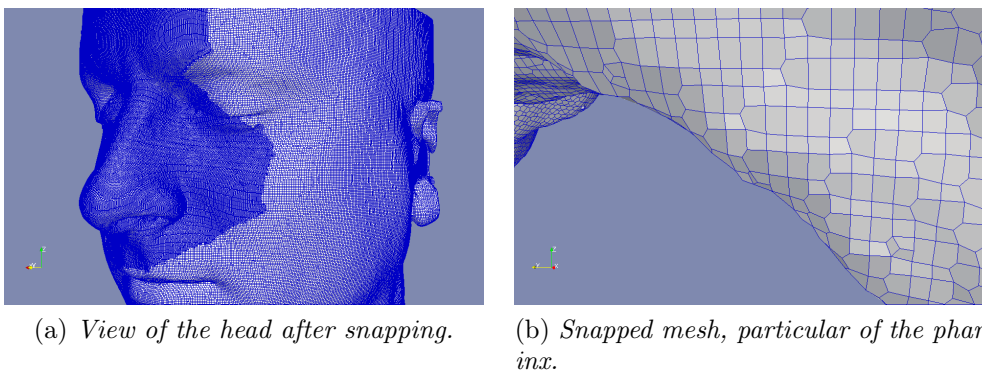 (a) View of the head after snapping.
(b) Snapped mesh, particular of the phar
inx.